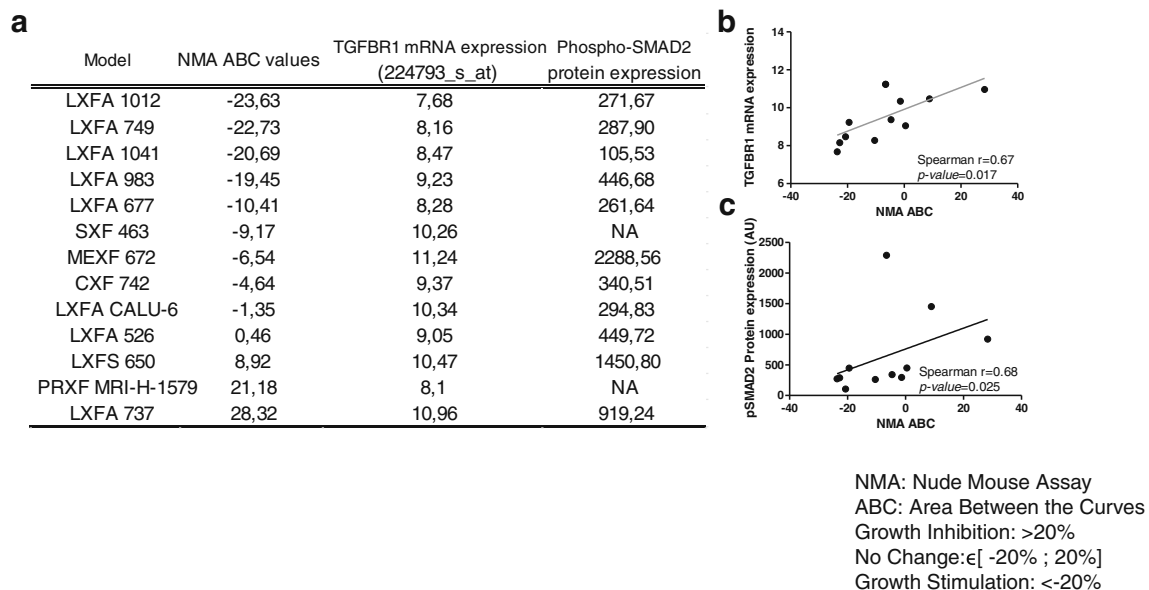 a
Model NMA ABC values TGFBR1 mRNA expression (224793_s_at) Phospho-SMAD2 protein expression
LXFA 1012 -23,63 7,68 271,67
LXFA 749 -22,73 8,16 287,90
LXFA 1041 -20,69 8,47 105,53
LXFA 983 -19,45 9,23 446,68
LXFA 677 -10,41 8,28 261,64
SXF 463 -9,17 10,26 NA
MEXF 672 -6,54 11,24 2288,56
CXF 742 -4,64 9,37 340,51
LXFA CALU-6 -1,35 10,34 294,83
LXFA 526 0,46 9,05 449,72
LXFS 650 8,92 10,47 1450,80
PRXF MRI-H-1579 21,18 8,1 NA
LXFA 737 28,32 10,96 919,24
b
TGFBR1 mRNA expression
14
12
10
8
6
-40 -20 0 20 40
NMA ABC
Spearman r=0.67
p-value=0.017
c
pSMAD2 Protein expression (AU)
2500
2000
1500
1000
500
0
-40 -20 0 20 40
NMA ABC
Spearman r=0.68
p-value=0.025
NMA: Nude Mouse Assay
ABC: Area Between the Curves
Growth Inhibition: >20%
No Change:ϵ[ -20% ; 20%]
Growth Stimulation: <-20%